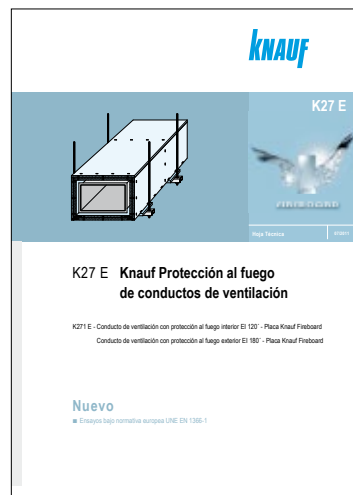 KNAUF
K27 E
FIREBOARD
Hoja Técnica
K27 E Knauf Protección al fuego
de conductos de ventilación
K271 E - Conducto de ventilación con protección al fuego interior EI 120´ - Placa Knauf Fireboard
Conducto de ventilación con protección al fuego exterior EI 180´ - Placa Knauf Fireboard
Nuevo
■ Ensayos bajo normativa europea UNE EN 1366-1